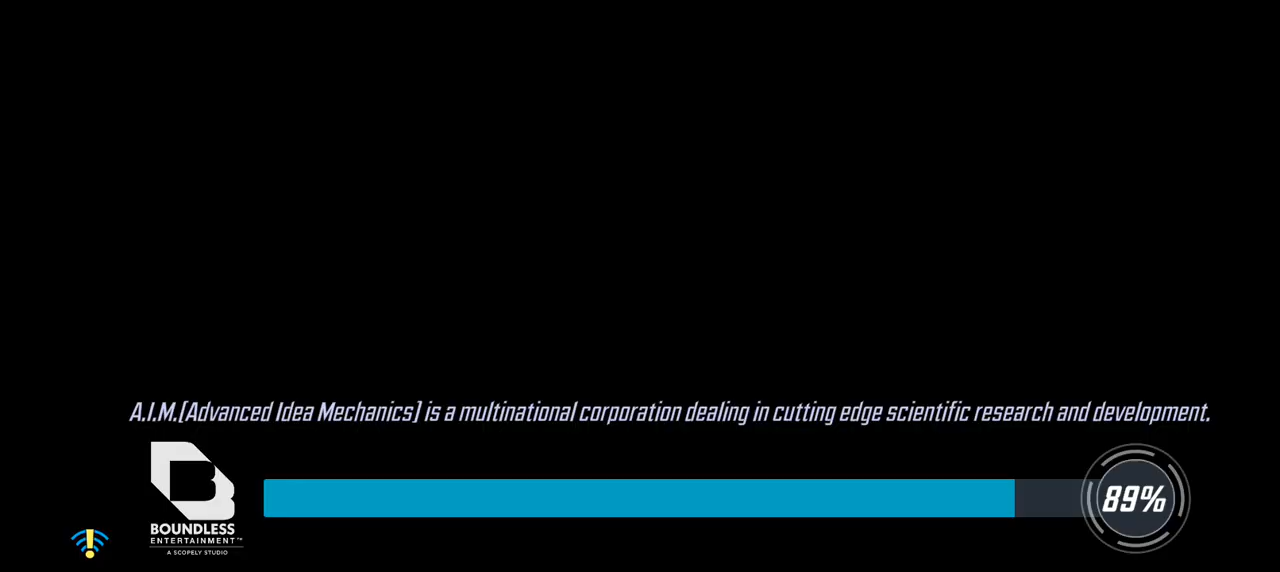 A.I.M.(Advanced Idea Mechanics) is a multinational corporation dealing in cutting edge scientific research and development.
89%
BOUNDLESS
ENTERTAINMENT™
A SCOPELY STUDIO